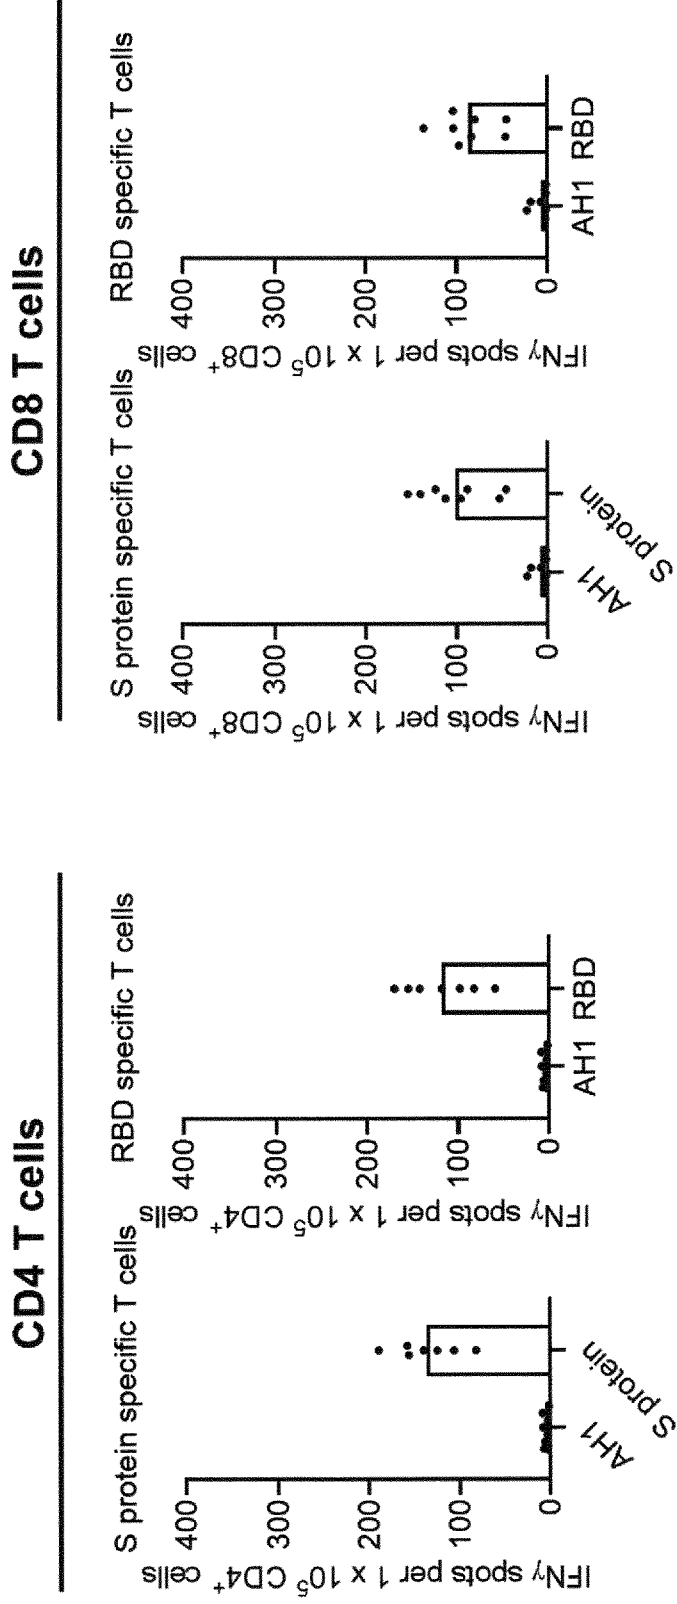 CD4 T cells
S protein specific T cells
IFNγ spots per 1 x 10⁵ CD4⁺ cells
400
300
200
100
0
AH1
S protein
RBD specific T cells
IFNγ spots per 1 x 10⁵ CD4⁺ cells
400
300
200
100
0
AH1 RBD
CD8 T cells
S protein specific T cells
IFNγ spots per 1 x 10⁵ CD8⁺ cells
400
300
200
100
0
AH1
S protein
RBD specific T cells
IFNγ spots per 1 x 10⁵ CD8⁺ cells
400
300
200
100
0
AH1 RBD